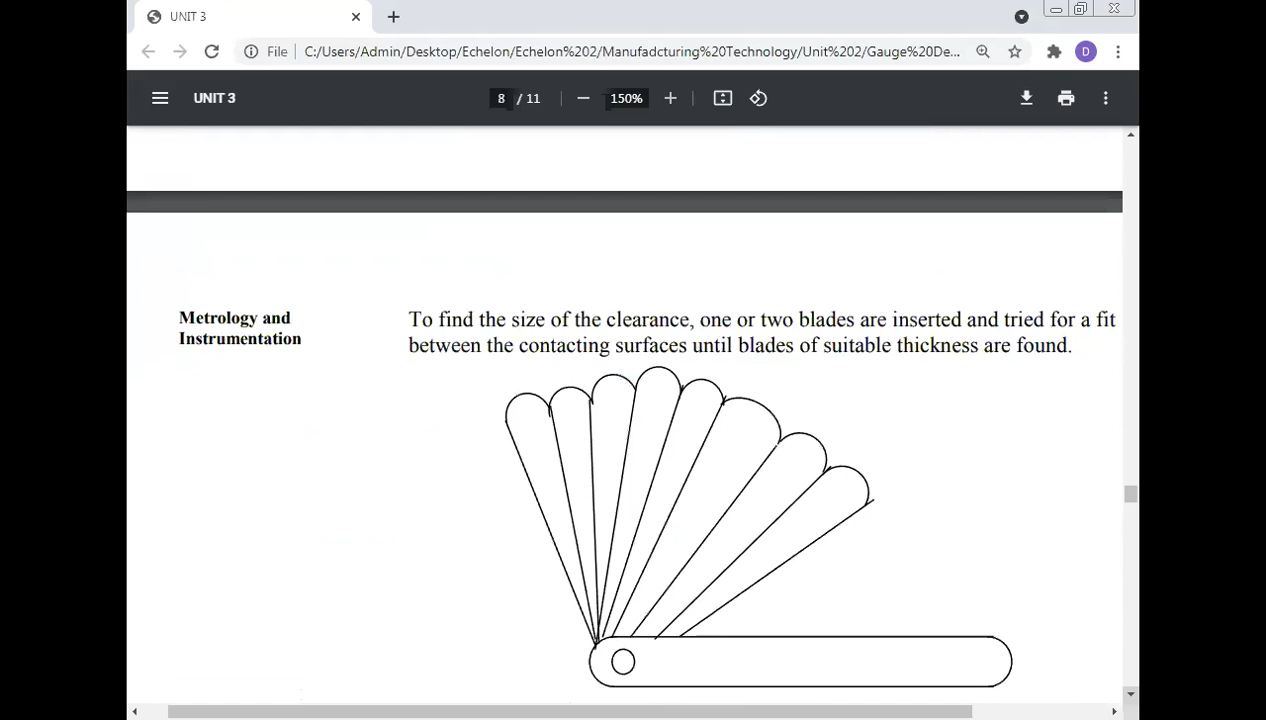 UNIT 3
File
C:/Users/Admin/Desktop/Echelon/Echelon%202/Manufadcturing%20Technology/Unit%202/Gauge%20De...
D
UNIT 3
8 / 11
150%
Metrology and
Instrumentation
To find the size of the clearance, one or two blades are inserted and tried for a fit
between the contacting surfaces until blades of suitable thickness are found.